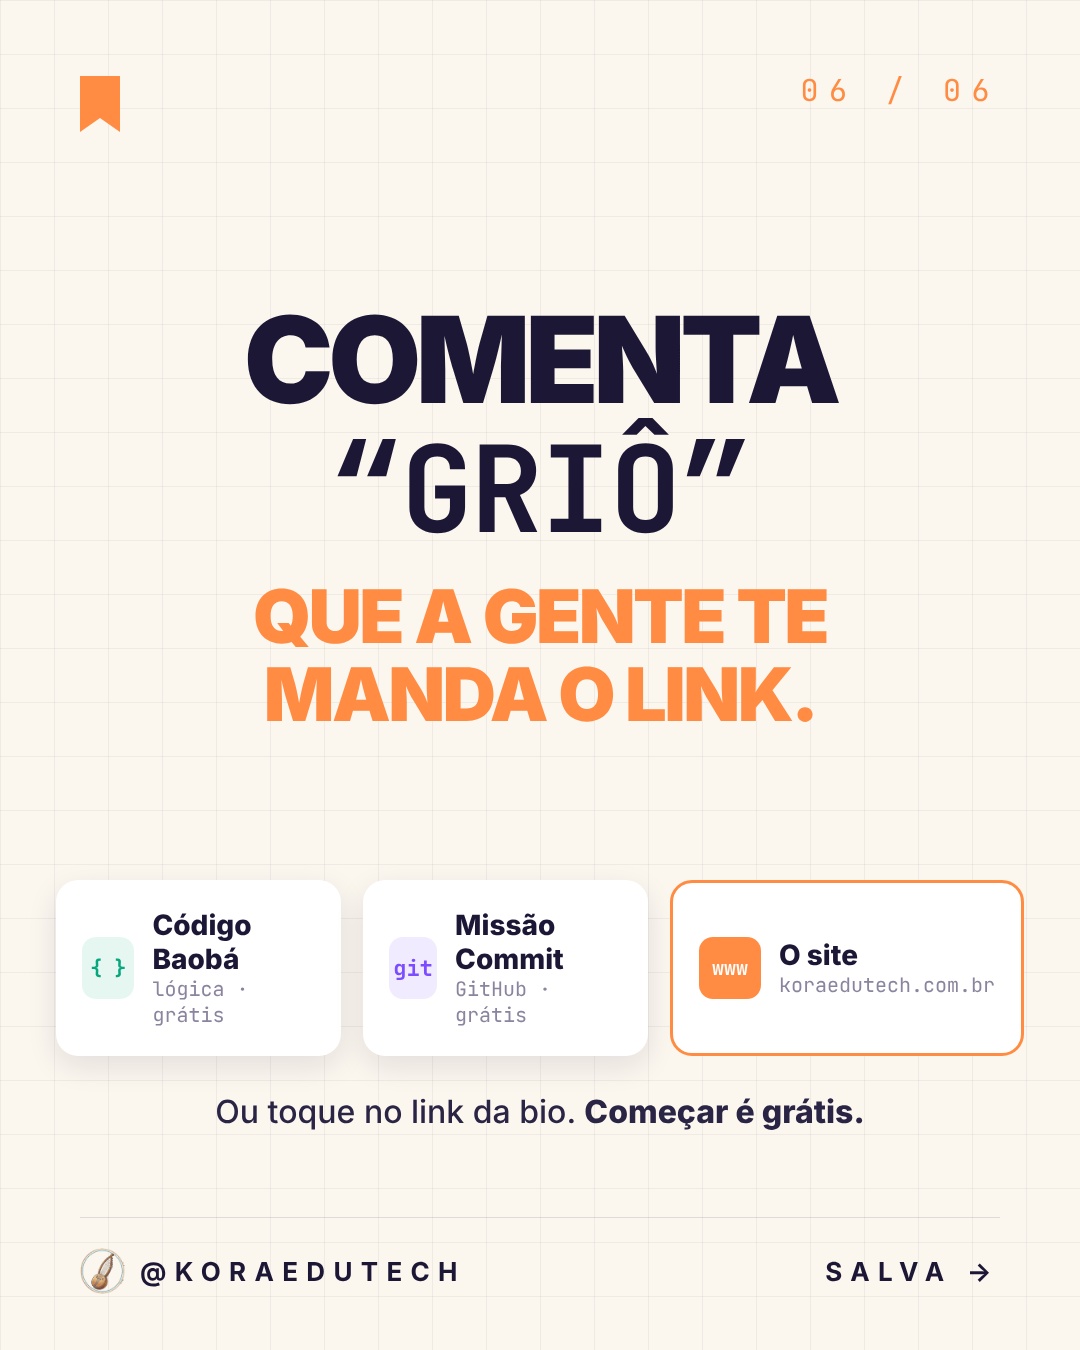 06 / 06
COMENTA
“GRIÔ”
QUE A GENTE TE
MANDA O LINK.
{ }
Código
Baobá
lógica ·
grátis
git
Missão
Commit
GitHub ·
grátis
www
O site
koraedutech.com.br
Ou toque no link da bio. Começar é grátis.
@KORAEDUTECH
SALVA →